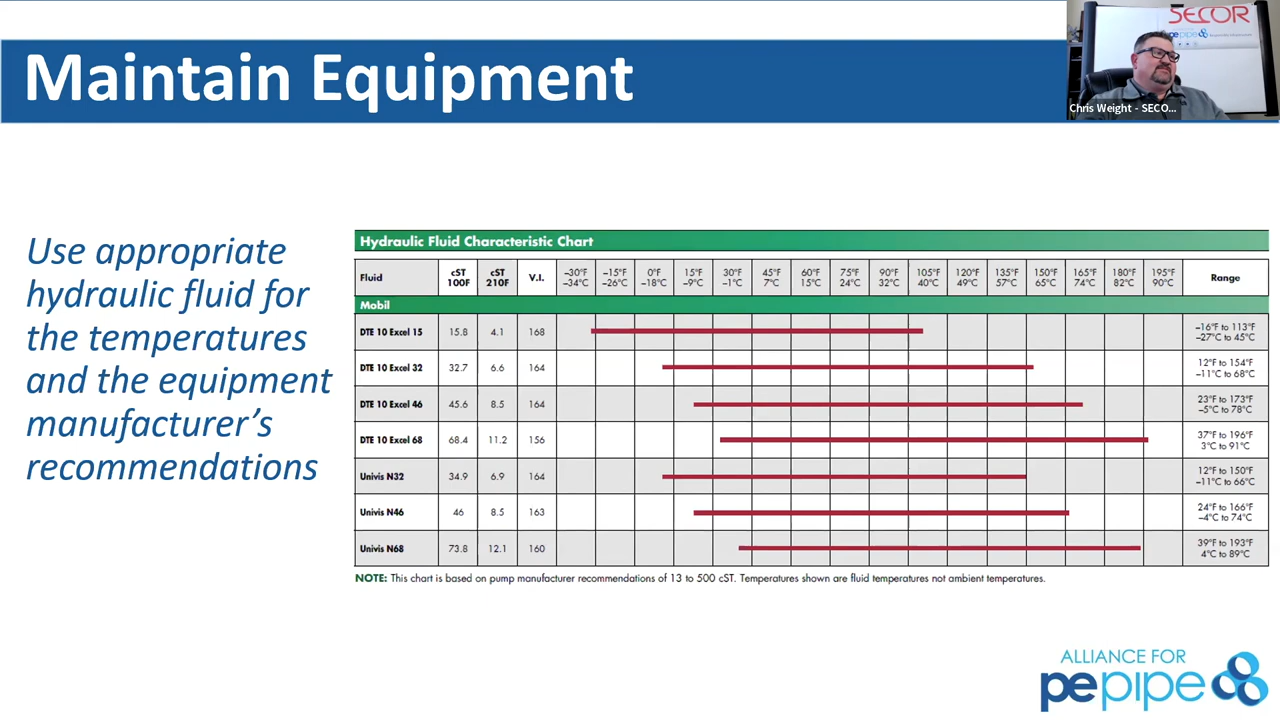 Maintain Equipment
SECOR
pepipe
Chris Weight - SECO...
Use appropriate
hydraulic fluid for
the temperatures
and the equipment
manufacturer's
recommendations
Hydraulic Fluid Characteristic Chart
Fluid cST 100F cST 210F V.I. –30°F –34°C –15°F –26°C 0°F –18°C 15°F –9°C 30°F –1°C 45°F 7°C 60°F 15°C 75°F 24°C 90°F 32°C 105°F 40°C 120°F 49°C 135°F 57°C 150°F 65°C 165°F 74°C 180°F 82°C 195°F 90°C Range
Mobil
DTE 10 Excel 15 15.8 4.1 168 –16°F to 113°F –27°C to 45°C
DTE 10 Excel 32 32.7 6.6 164 12°F to 154°F –11°C to 68°C
DTE 10 Excel 46 45.6 8.5 164 23°F to 173°F –5°C to 78°C
DTE 10 Excel 68 68.4 11.2 156 37°F to 196°F 3°C to 91°C
Univis N32 34.9 6.9 164 12°F to 150°F –11°C to 66°C
Univis N46 46 8.5 163 24°F to 166°F –4°C to 74°C
Univis N68 73.8 12.1 160 39°F to 193°F 4°C to 89°C
NOTE: This chart is based on pump manufacturer recommendations of 13 to 500 cST. Temperatures shown are fluid temperatures not ambient temperatures.
ALLIANCE FOR
pepipe